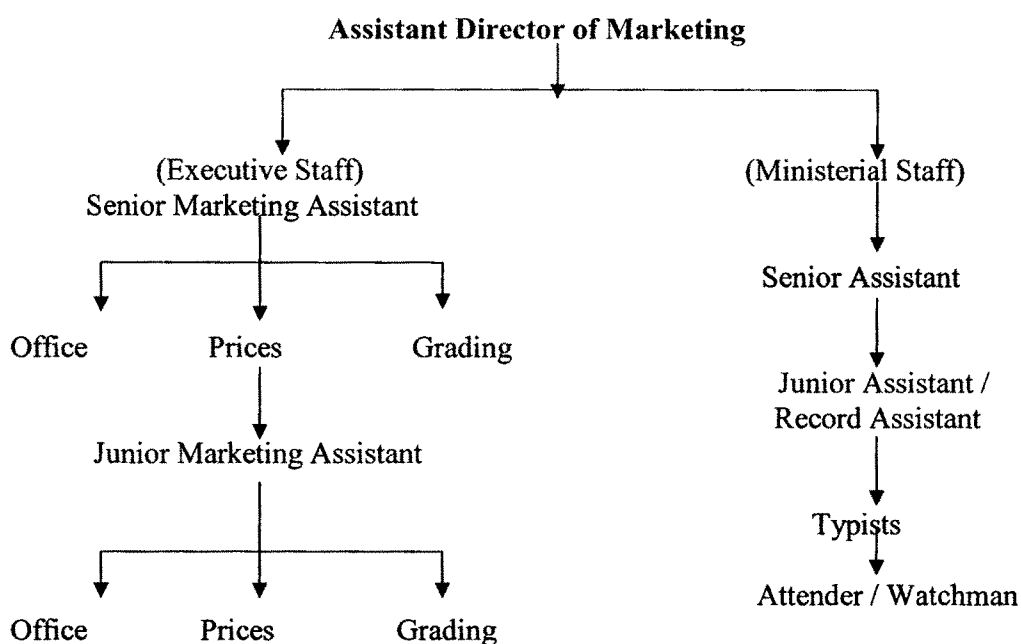 Assistant Director of Marketing
(Executive Staff)
Senior Marketing Assistant
(Ministerial Staff)
Senior Assistant
Office
Prices
Grading
Junior Assistant /
Record Assistant
Junior Marketing Assistant
Typists
Attender / Watchman
Office
Prices
Grading